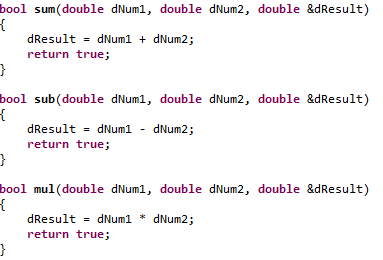 bool sum(double dNum1, double dNum2, double &dResult)
{
    dResult = dNum1 + dNum2;
    return true;
}

bool sub(double dNum1, double dNum2, double &dResult)
{
    dResult = dNum1 - dNum2;
    return true;
}

bool mul(double dNum1, double dNum2, double &dResult)
{
    dResult = dNum1 * dNum2;
    return true;
}